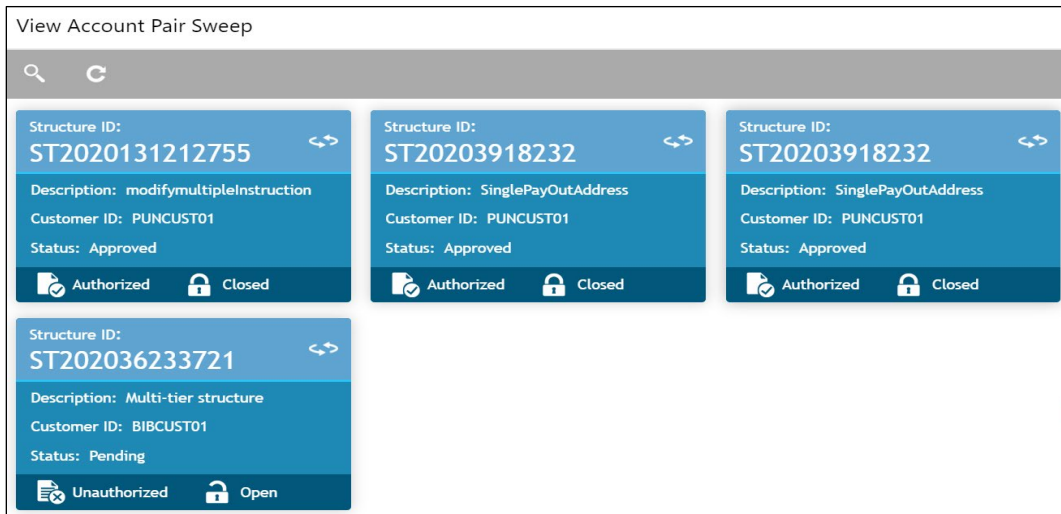 View Account Pair Sweep
Structure ID:
ST2020131212755
Description: modifymultipleInstruction
Customer ID: PUNCUST01
Status: Approved
Authorized Closed
Structure ID:
ST20203918232
Description: SinglePayOutAddress
Customer ID: PUNCUST01
Status: Approved
Authorized Closed
Structure ID:
ST20203918232
Description: SinglePayOutAddress
Customer ID: PUNCUST01
Status: Approved
Authorized Closed
Structure ID:
ST202036233721
Description: Multi-tier structure
Customer ID: BIBCUST01
Status: Pending
Unauthorized Open